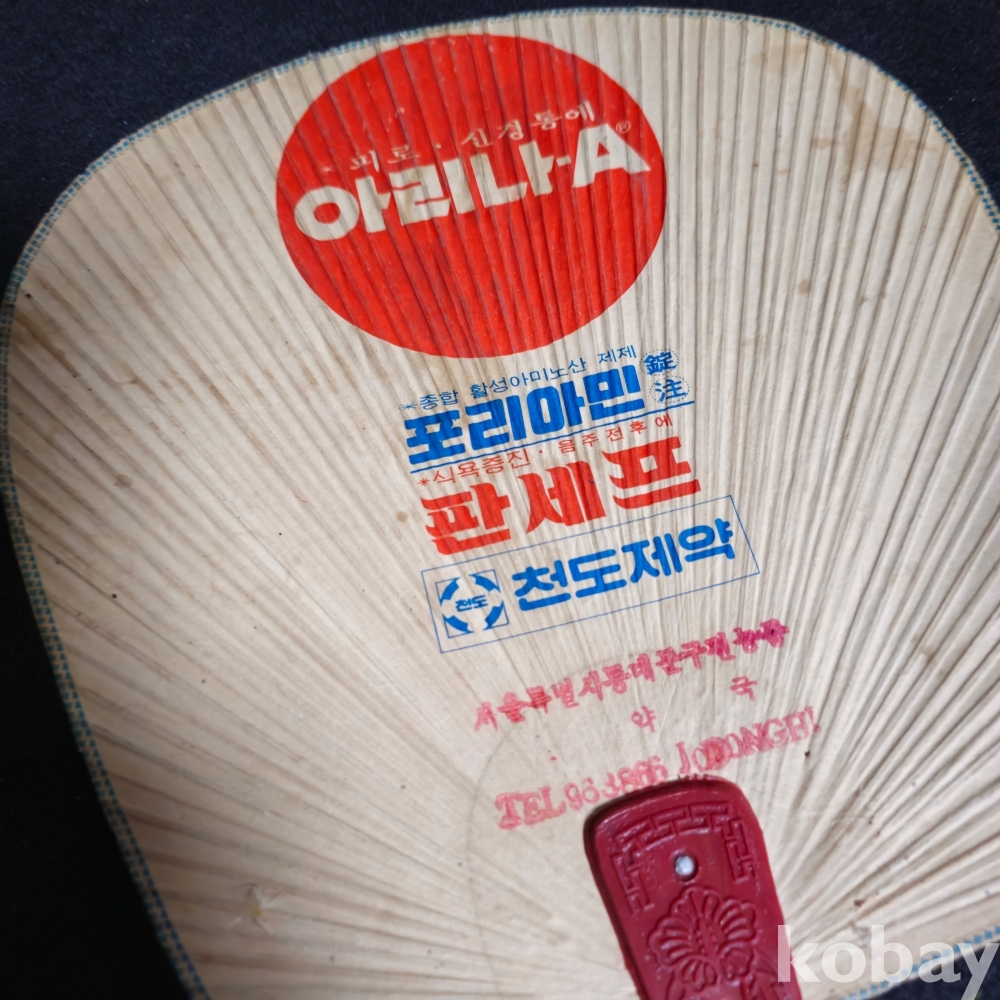 피로·신경통에
아리나-A®
*종합 활성아미노산 제제
포리아민 錠 注
*식욕증진·음주전후에
판세프
천도 천도제약
서울특별시동대문구전농동
약 국
TEL 96 3866
kobay